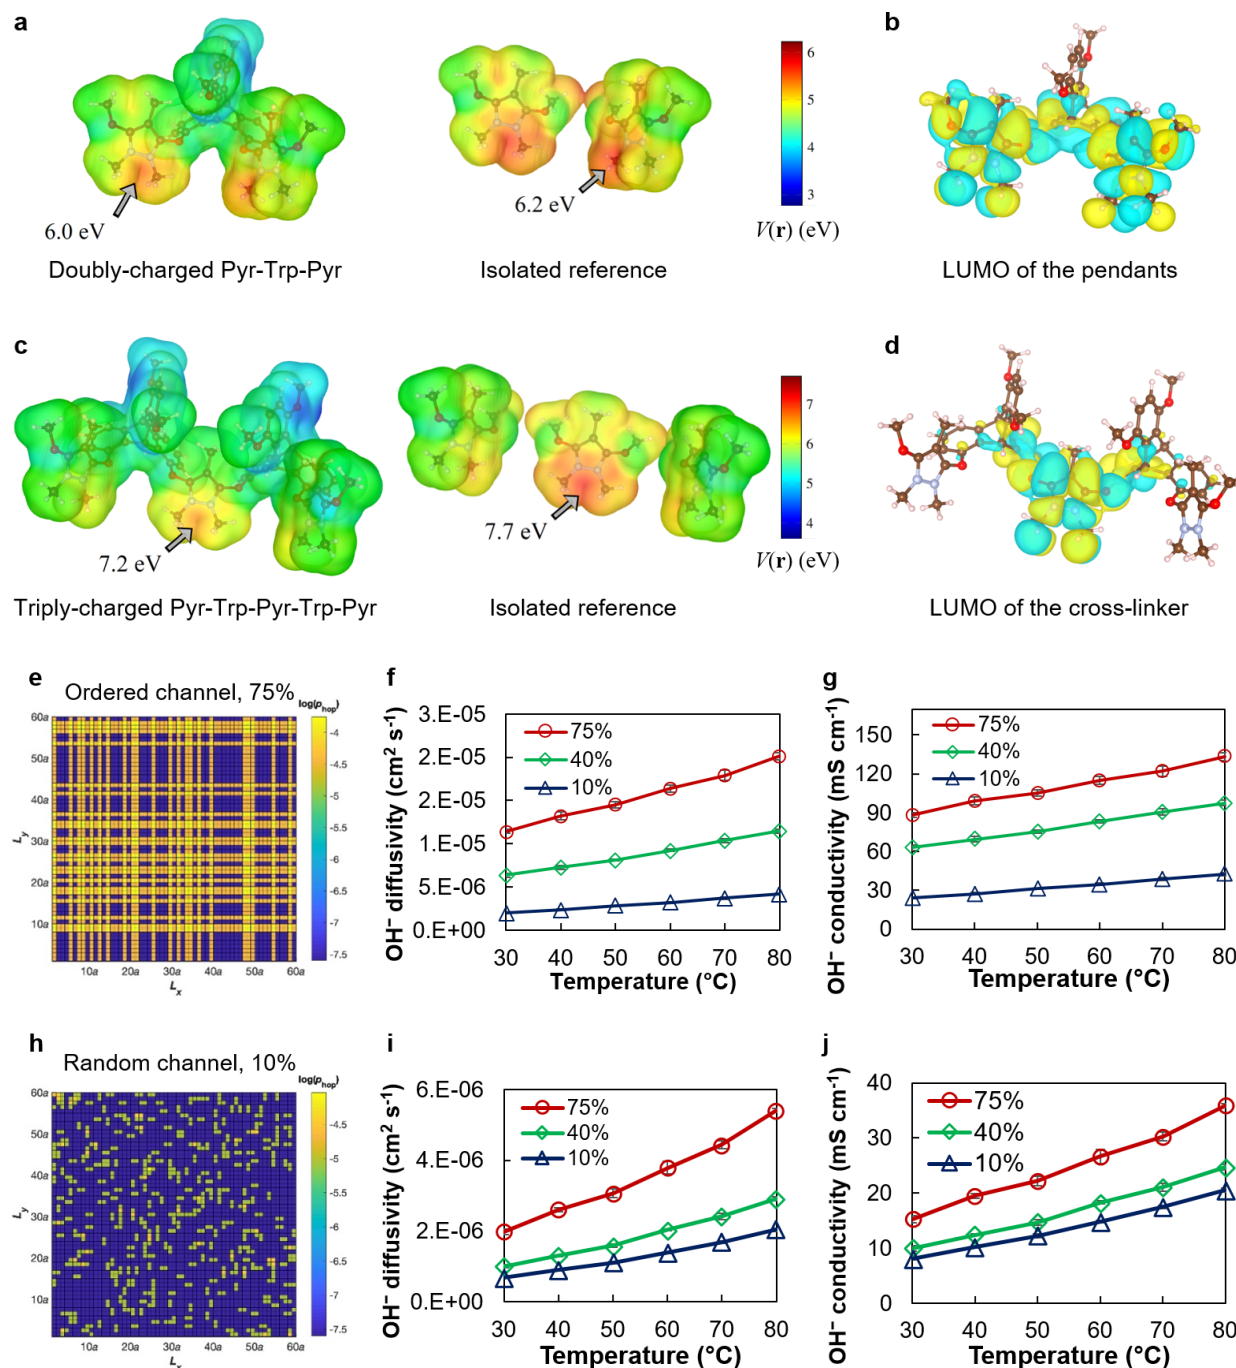 a
6.0 eV
Doubly-charged Pyr-Trp-Pyr
6.2 eV
Isolated reference
6
5
4
3
V(r) (eV)
b
LUMO of the pendants
c
7.2 eV
Triply-charged Pyr-Trp-Pyr-Trp-Pyr
7.7 eV
Isolated reference
7
6
5
4
V(r) (eV)
d
LUMO of the cross-linker
e
Ordered channel, 75%
log(p_hop)
60a
50a
40a
30a
20a
10a
L_y
10a 20a 30a 40a 50a 60a
L_x
-4
-4.5
-5
-5.5
-6
-6.5
-7
-7.5
f
OH⁻ diffusivity (cm² s⁻¹)
3.E-05
2.E-05
2.E-05
1.E-05
5.E-06
0.E+00
75%
40%
10%
30 40 50 60 70 80
Temperature (°C)
g
OH⁻ conductivity (mS cm⁻¹)
150
120
90
60
30
0
75%
40%
10%
30 40 50 60 70 80
Temperature (°C)
h
Random channel, 10%
log(p_hop)
60a
50a
40a
30a
20a
10a
L_y
10a 20a 30a 40a 50a 60a
L_x
-4.5
-5
-5.5
-6
-6.5
-7
-7.5
i
OH⁻ diffusivity (cm² s⁻¹)
6.E-06
4.E-06
2.E-06
0.E+00
75%
40%
10%
30 40 50 60 70 80
Temperature (°C)
j
OH⁻ conductivity (mS cm⁻¹)
40
30
20
10
0
75%
40%
10%
30 40 50 60 70 80
Temperature (°C)